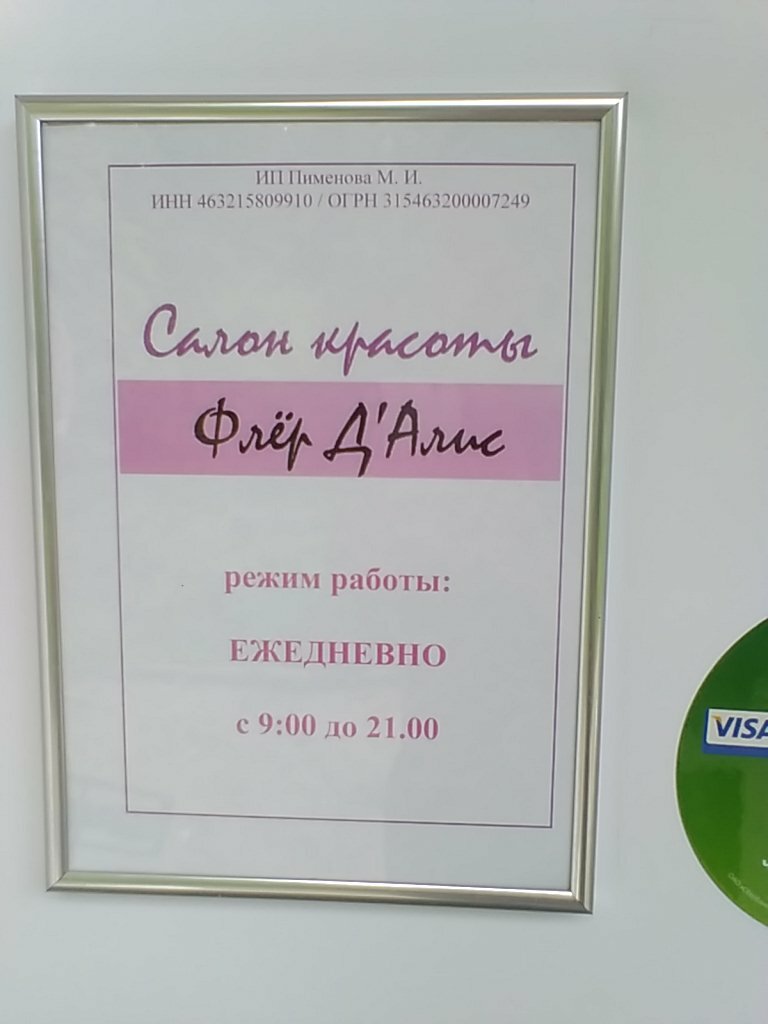 ИП Пименова М. И.
ИНН 463215809910 / ОГРН 315463200007249
Салон красоты
Флёр Д'Алис
режим работы:
ЕЖЕДНЕВНО
с 9:00 до 21.00
VISA